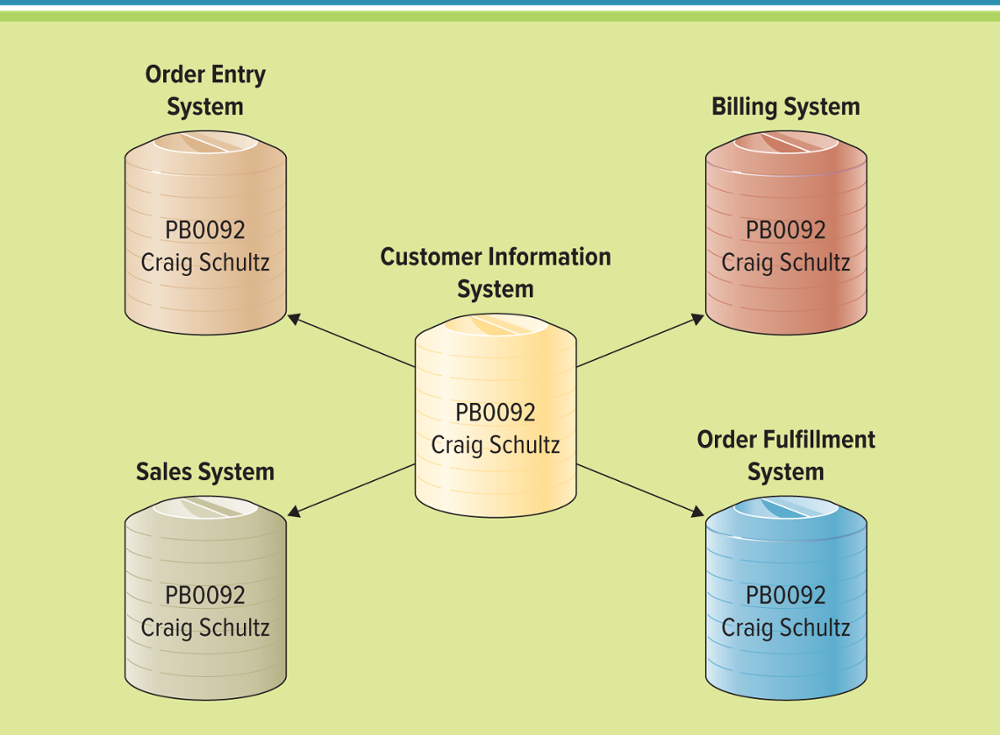 Order Entry
System
PB0092
Craig Schultz
Billing System
PB0092
Craig Schultz
Customer Information
System
PB0092
Craig Schultz
Sales System
PB0092
Craig Schultz
Order Fulfillment
System
PB0092
Craig Schultz